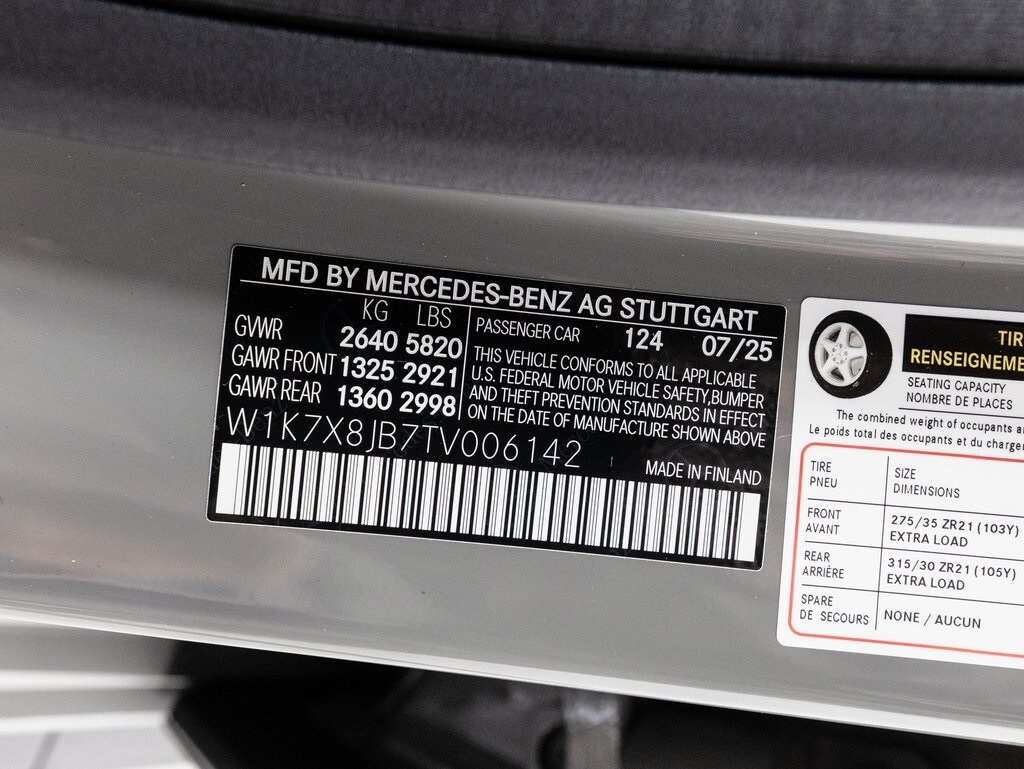 MFD BY MERCEDES-BENZ AG STUTTGART
KG LBS
GVWR 2640 5820
GAWR FRONT 1325 2921
GAWR REAR 1360 2998
PASSENGER CAR 124 07/25
THIS VEHICLE CONFORMS TO ALL APPLICABLE
U.S. FEDERAL MOTOR VEHICLE SAFETY,BUMPER
AND THEFT PREVENTION STANDARDS IN EFFECT
ON THE DATE OF MANUFACTURE SHOWN ABOVE
W1K7X8JB7TV006142
MADE IN FINLAND
TIR
RENSEIGNEME
SEATING CAPACITY
NOMBRE DE PLACES
The combined weight of occupants a
Le poids total des occupants et du charge
TIRE
PNEU
SIZE
DIMENSIONS
FRONT
AVANT
275/35 ZR21 (103Y)
EXTRA LOAD
REAR
ARRIÈRE
315/30 ZR21 (105Y)
EXTRA LOAD
SPARE
DE SECOURS
NONE / AUCUN